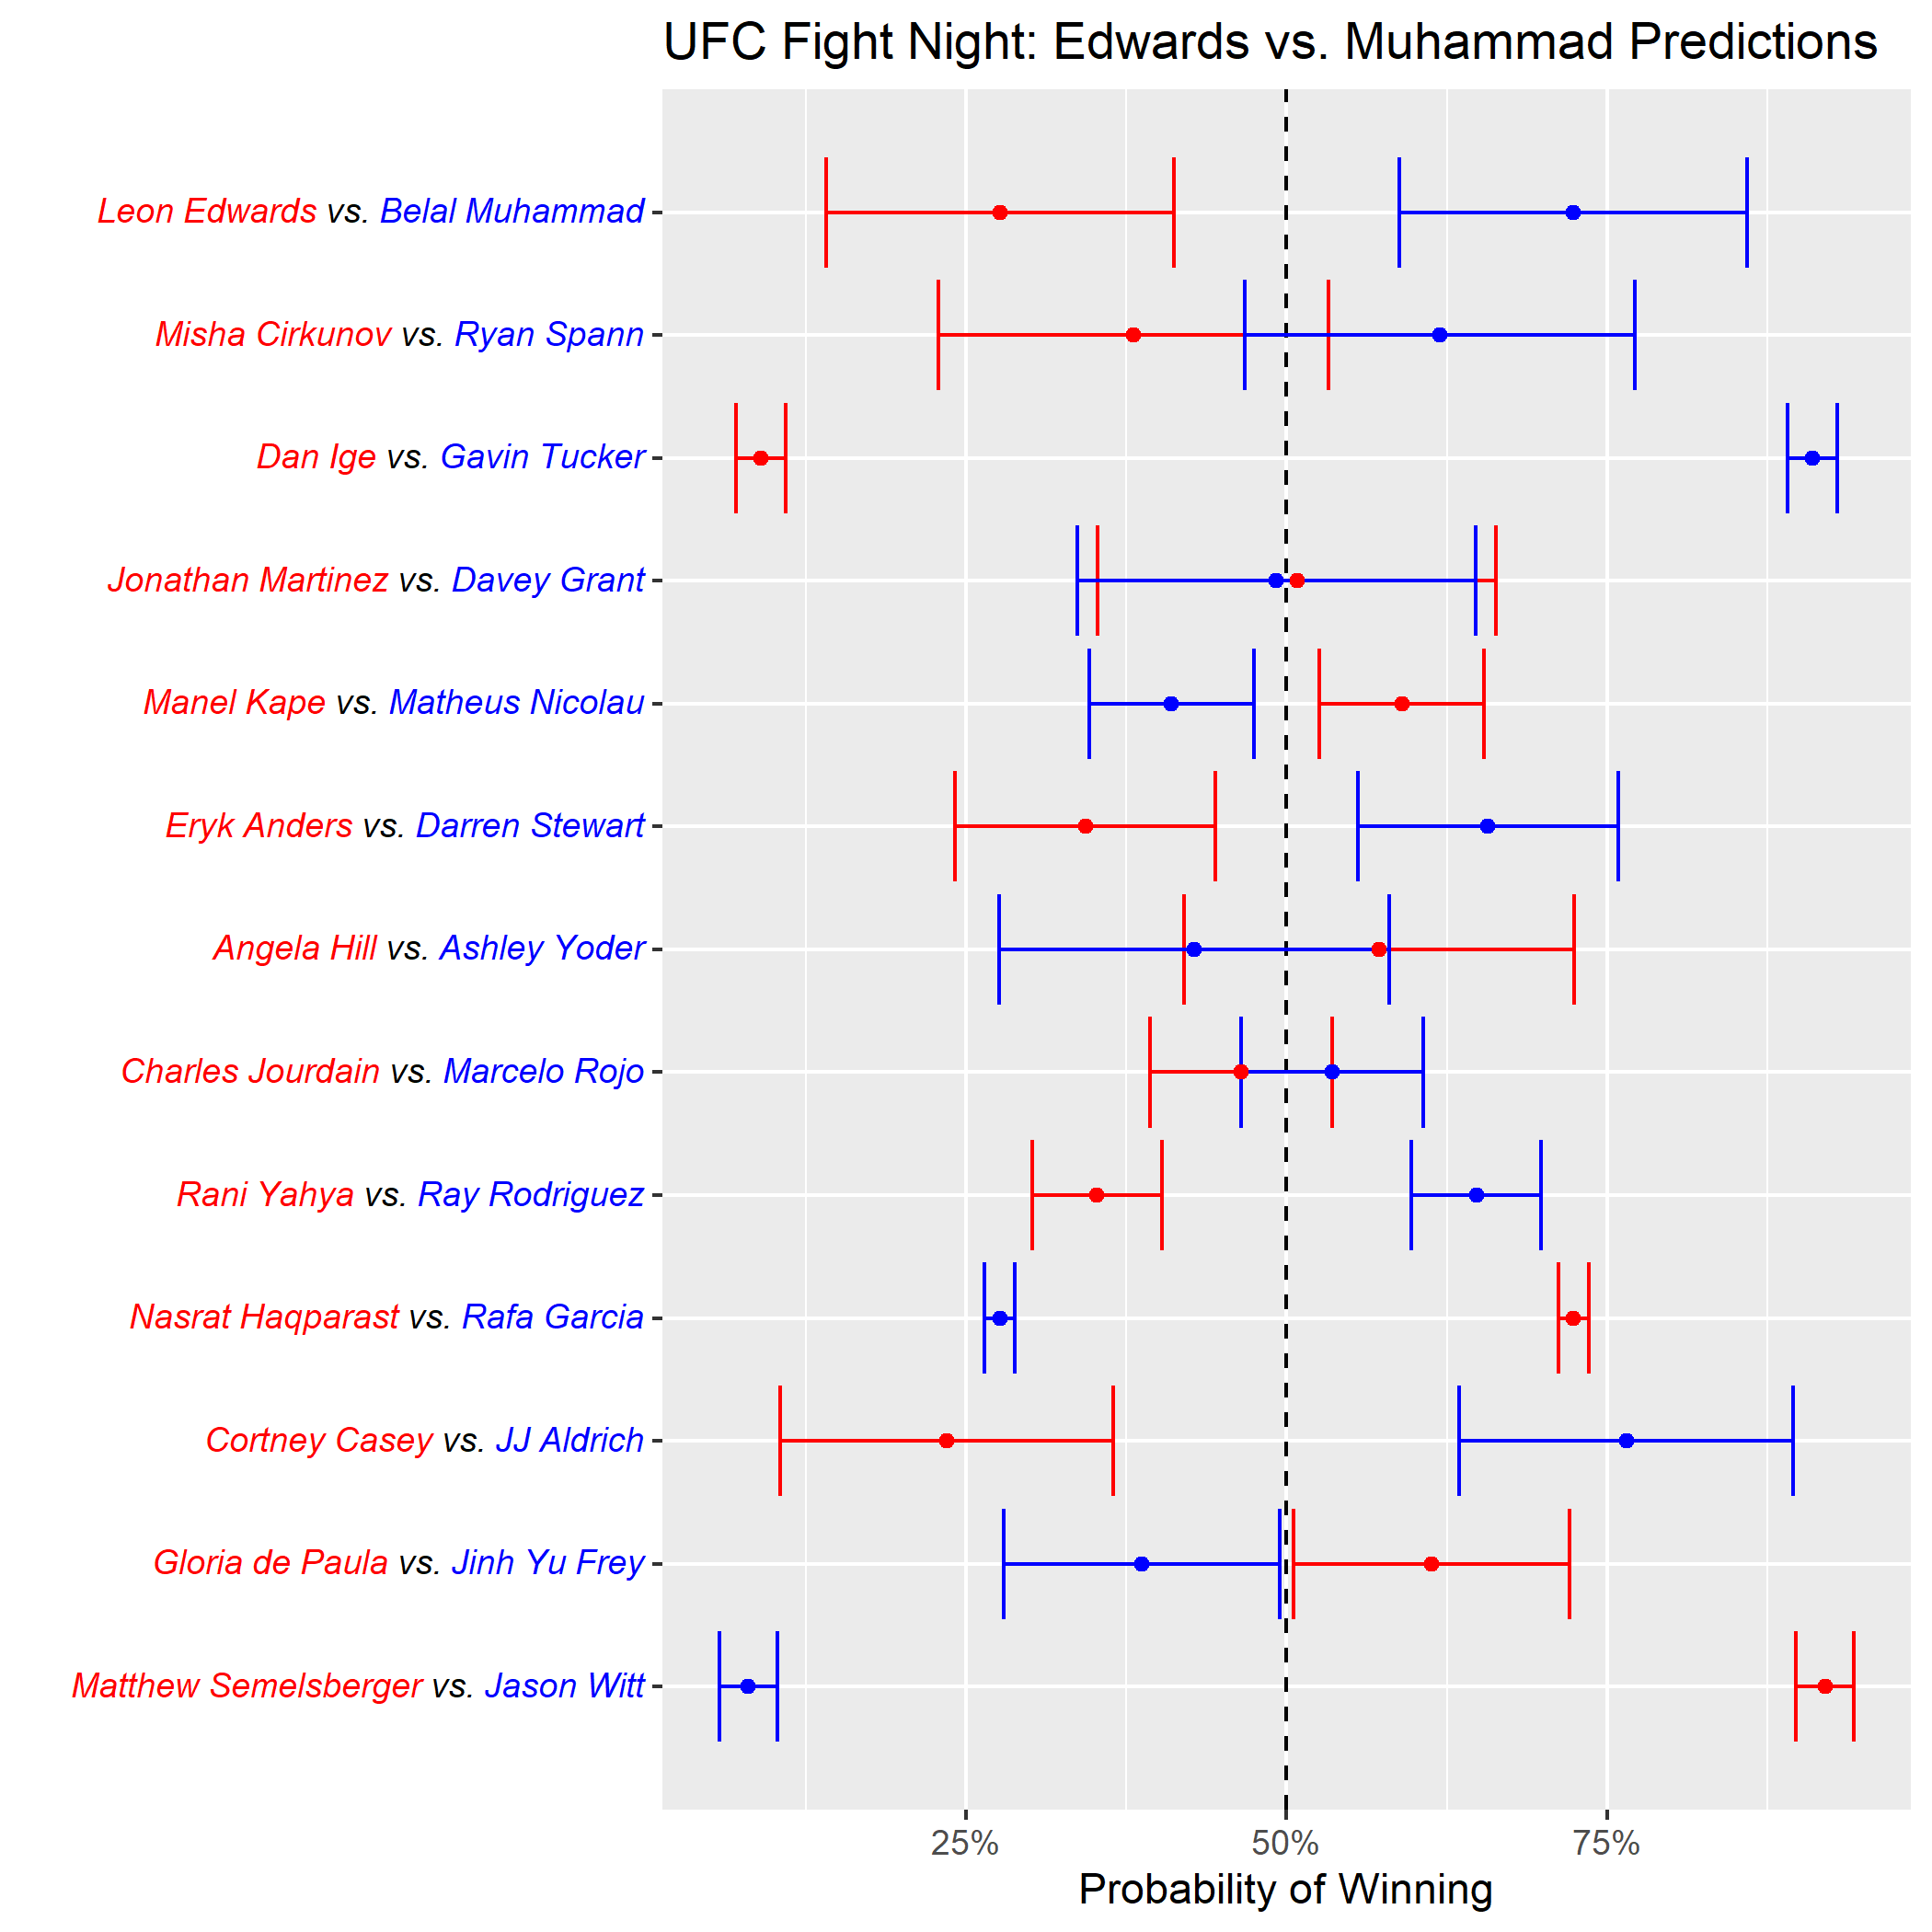 UFC Fight Night: Edwards vs. Muhammad Predictions
Leon Edwards vs. Belal Muhammad
Misha Cirkunov vs. Ryan Spann
Dan Ige vs. Gavin Tucker
Jonathan Martinez vs. Davey Grant
Manel Kape vs. Matheus Nicolau
Eryk Anders vs. Darren Stewart
Angela Hill vs. Ashley Yoder
Charles Jourdain vs. Marcelo Rojo
Rani Yahya vs. Ray Rodriguez
Nasrat Haqparast vs. Rafa Garcia
Cortney Casey vs. JJ Aldrich
Gloria de Paula vs. Jinh Yu Frey
Matthew Semelsberger vs. Jason Witt
25% 50% 75%
Probability of Winning